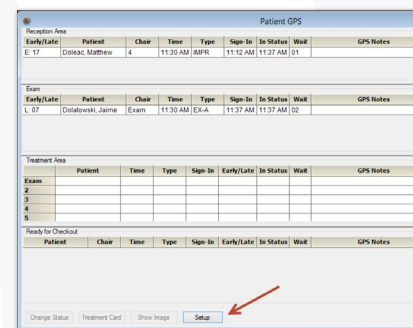 Patient GPS
Reception Area
Early/Late Patient Chair Time Type Sign-In In Status Wait GPS Notes
E: 17 Doleac, Matthew 4 11:30 AM IMPR 11:12 AM 11:37 AM 01
Exam
Early/Late Patient Chair Time Type Sign-In In Status Wait GPS Notes
L: 07 Dolatowski, Jaime Exam 11:30 AM EX-A 11:37 AM 11:37 AM 02
Treatment Area
Patient Time Type Sign-In Early/Late In Status Wait GPS Notes
Exam
2
3
4
5
Ready for Checkout
Patient Chair Time Type Sign-In Early/Late In Status Wait GPS Notes
Change Status Treatment Card Show Image Setup